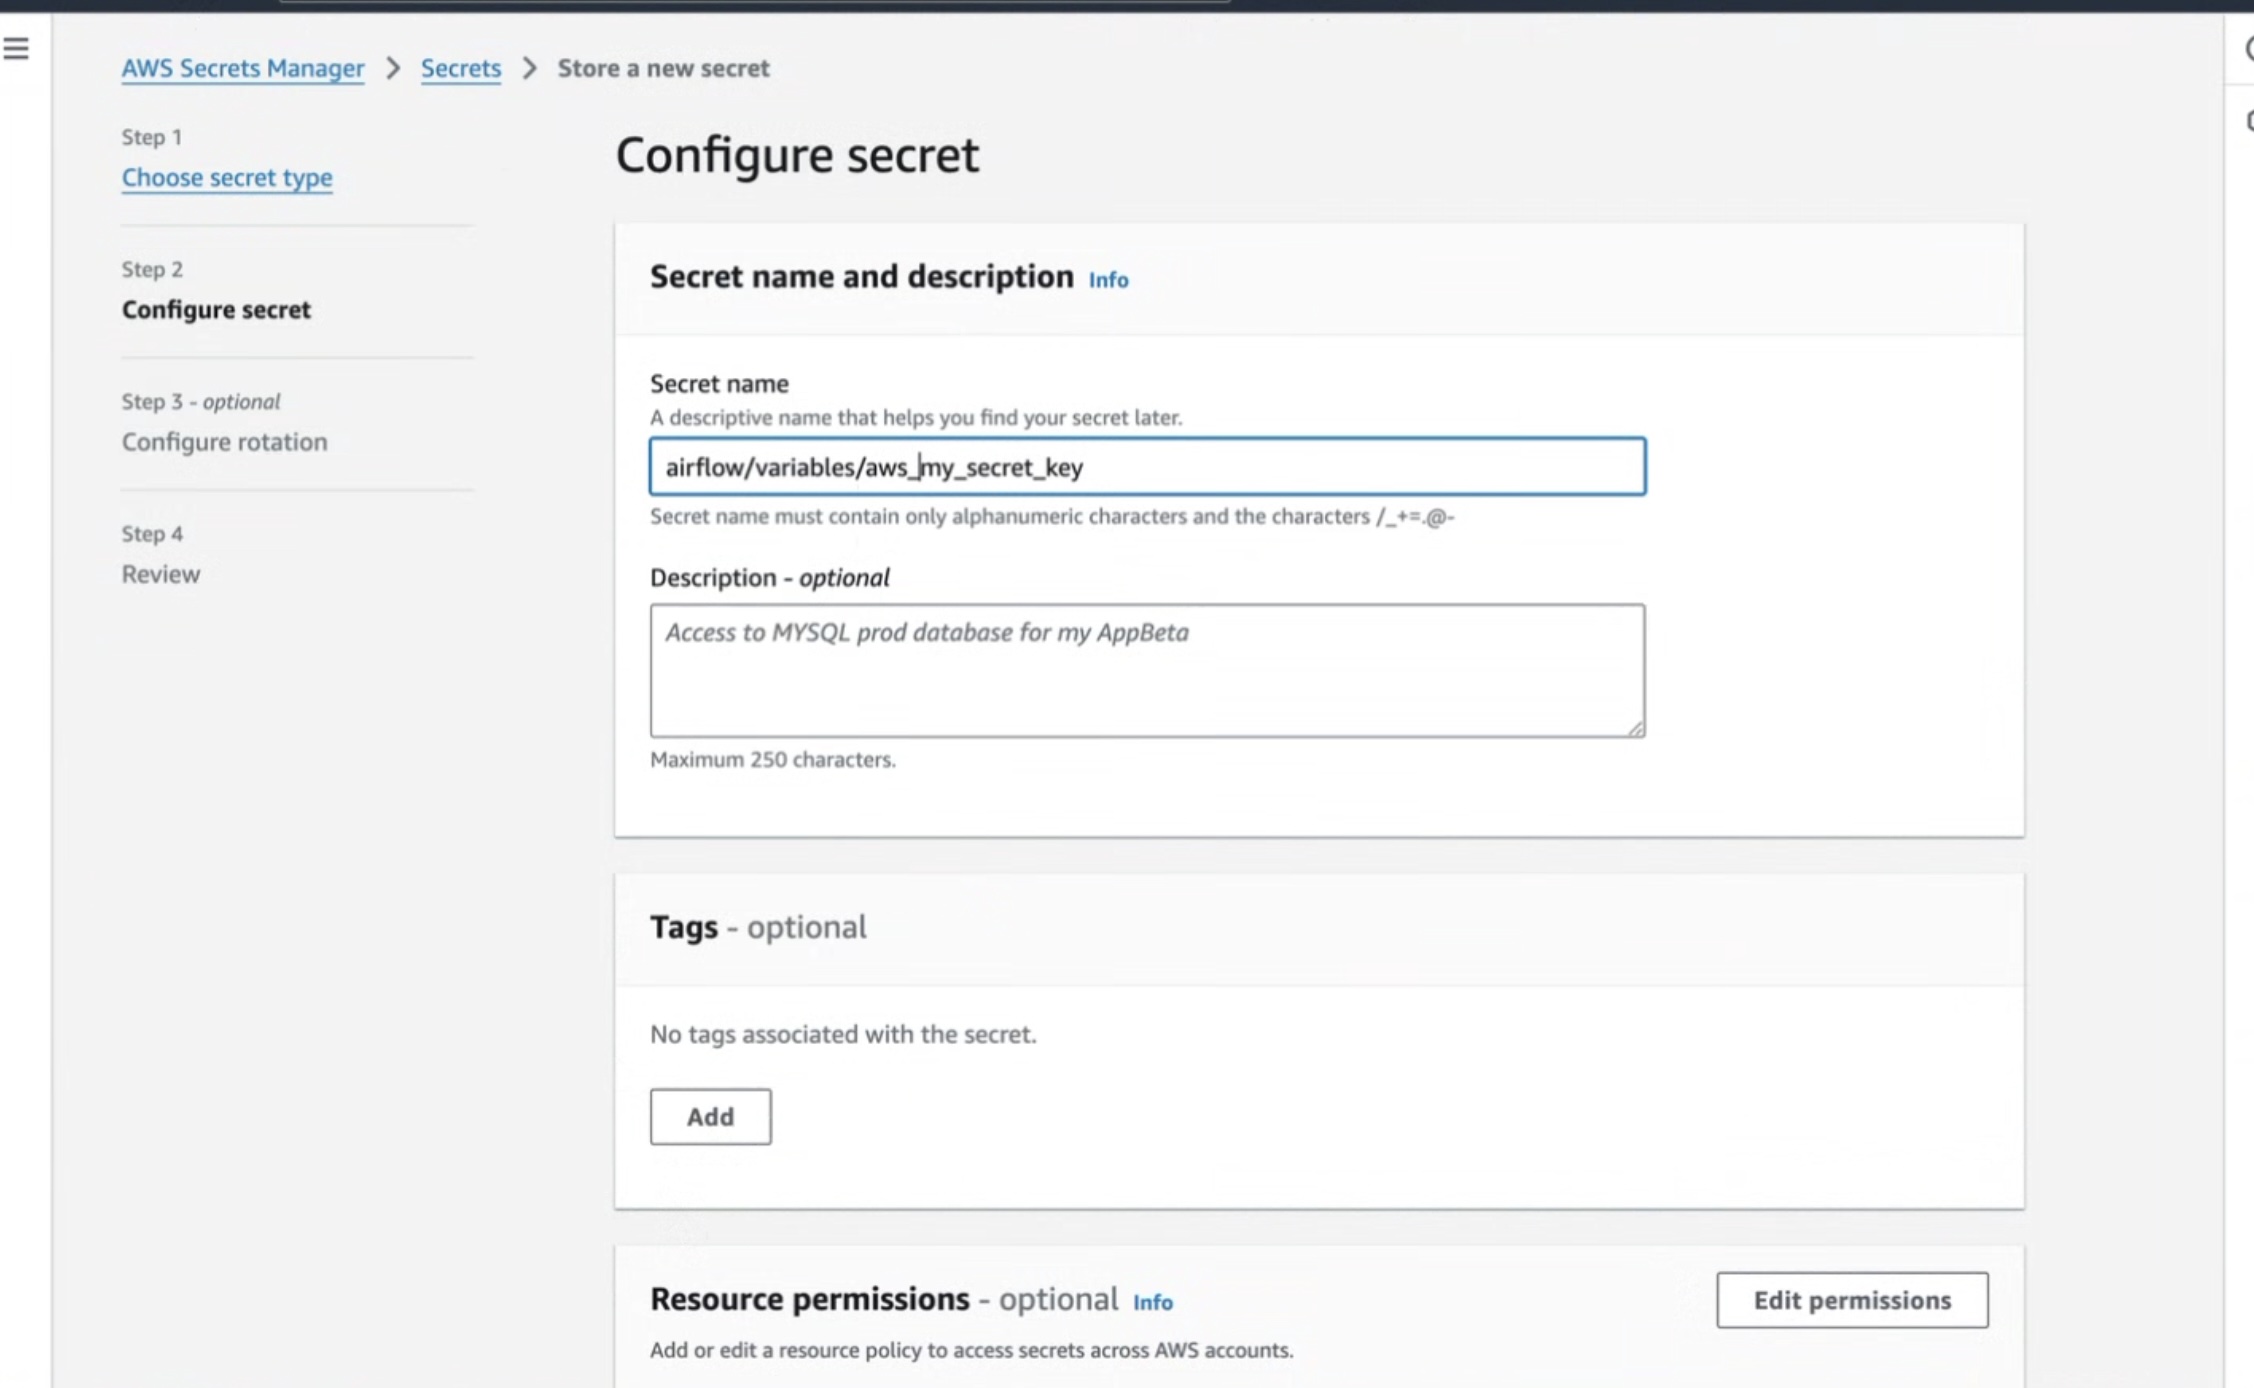 AWS Secrets Manager > Secrets > Store a new secret
Step 1
Choose secret type
Step 2
Configure secret
Step 3 - optional
Configure rotation
Step 4
Review
Configure secret
Secret name and description Info
Secret name
A descriptive name that helps you find your secret later.
airflow/variables/aws_my_secret_key
Secret name must contain only alphanumeric characters and the characters /_+=.@-
Description - optional
Access to MYSQL prod database for my AppBeta
Maximum 250 characters.
Tags - optional
No tags associated with the secret.
Add
Resource permissions - optional Info
Edit permissions
Add or edit a resource policy to access secrets across AWS accounts.